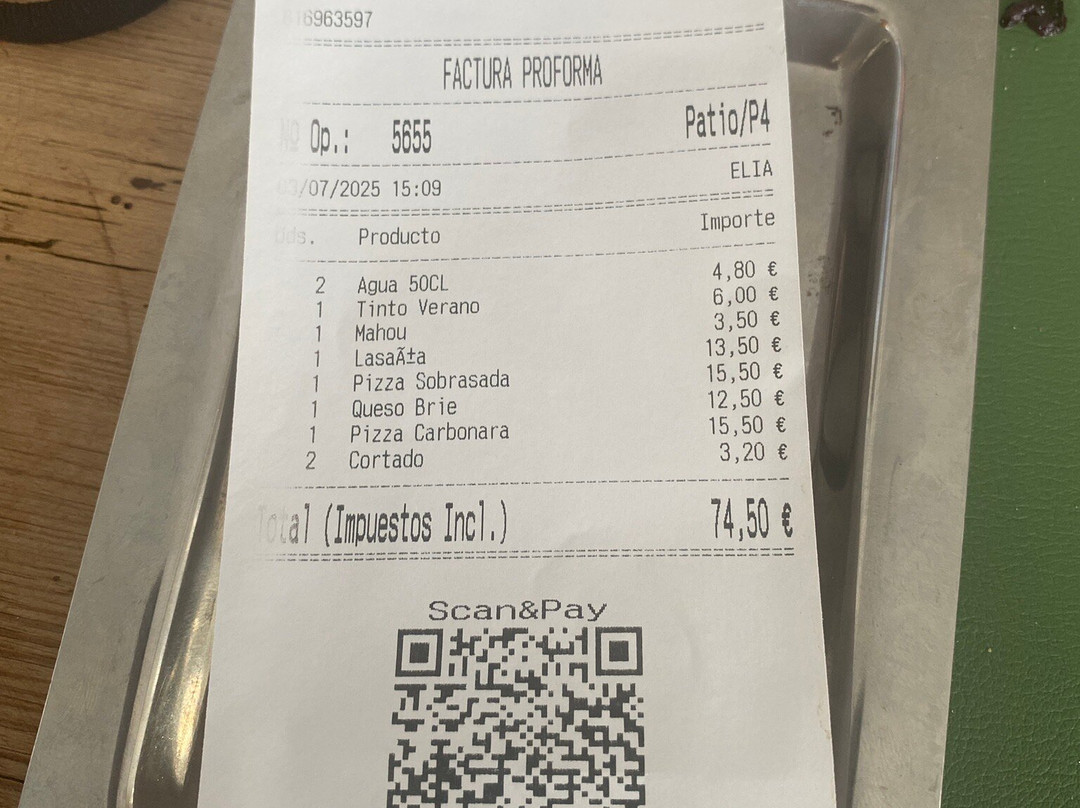 16963597
FACTURA PROFORMA
Nº Op.: 5655 Patio/P4
ELIA
/07/2025 15:09
Uds. Producto Importe
2 Agua 50CL 4,80 €
1 Tinto Verano 6,00 €
1 Mahou 3,50 €
1 LasaÃ±a 13,50 €
1 Pizza Sobrasada 15,50 €
1 Queso Brie 12,50 €
1 Pizza Carbonara 15,50 €
2 Cortado 3,20 €
Total (Impuestos Incl.) 74,50 €
Scan&Pay